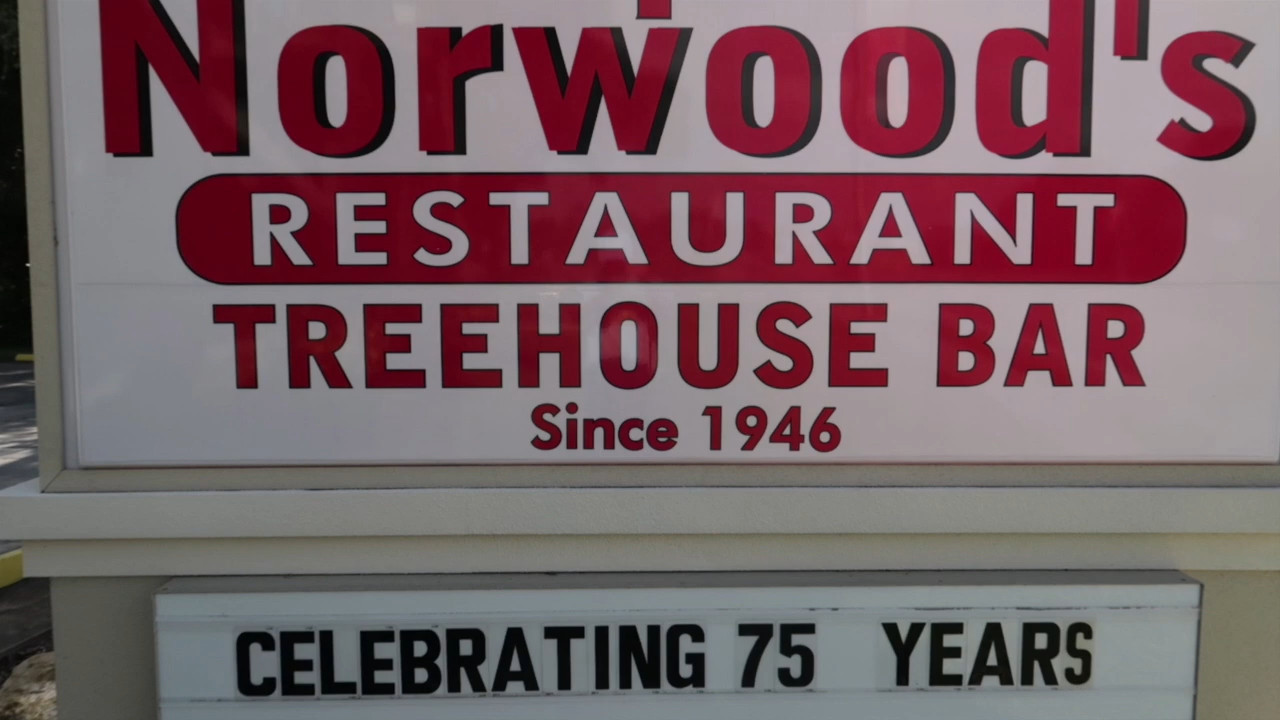 Norwood's
RESTAURANT
TREEHOUSE BAR
Since 1946
CELEBRATING 75 YEARS